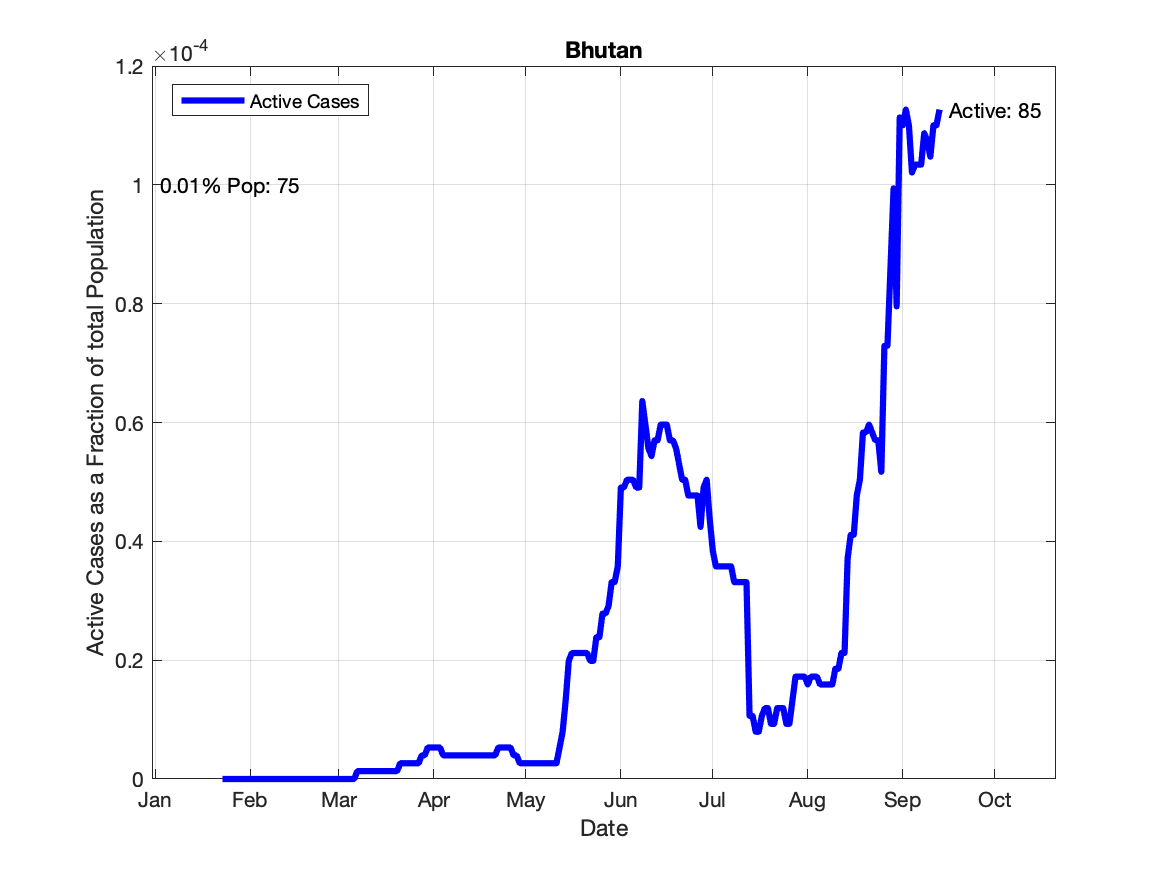 Bhutan
×10⁻⁴
1.2
1
0.8
0.6
0.4
0.2
0
Active Cases
0.01% Pop: 75
Active: 85
Active Cases as a Fraction of total Population
Jan Feb Mar Apr May Jun Jul Aug Sep Oct
Date